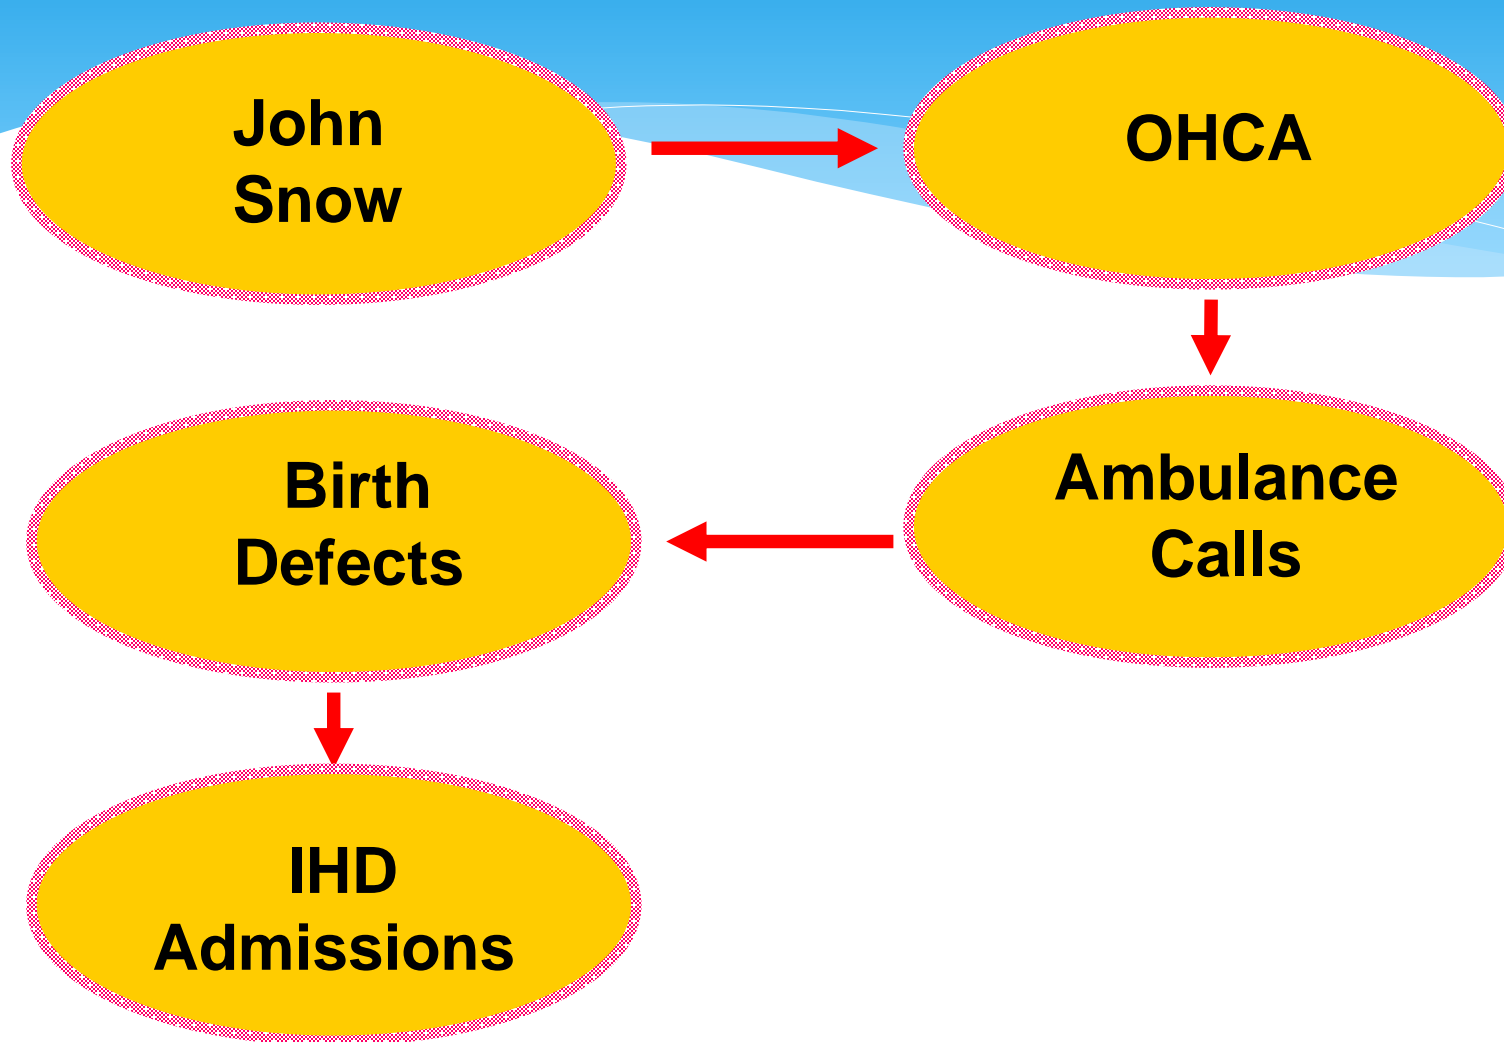 John
Snow
OHCA
Ambulance
Calls
Birth
Defects
IHD
Admissions